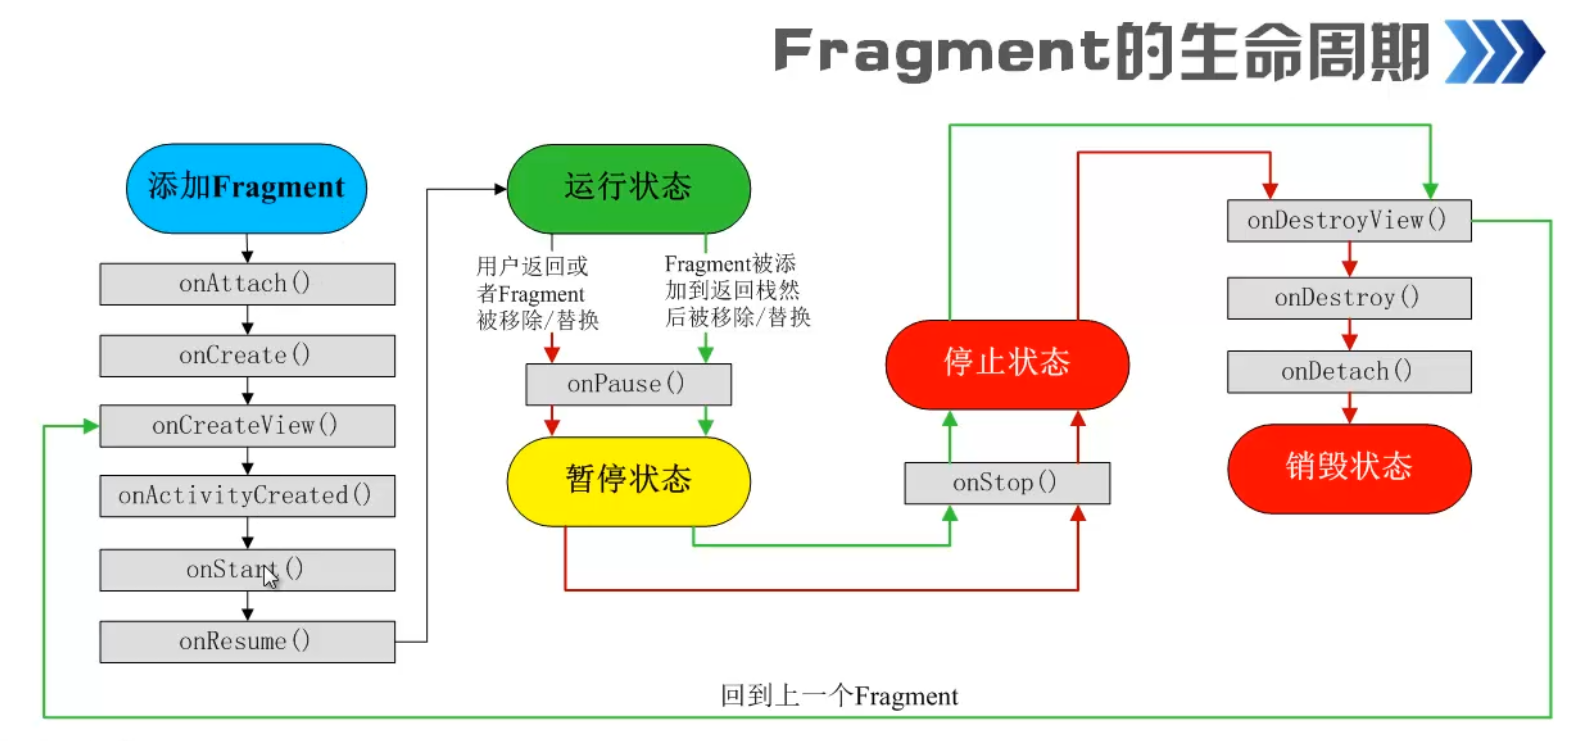 Fragment的生命周期
添加Fragment
onAttach()
onCreate()
onCreateView()
onActivityCreated()
onStart()
onResume()
运行状态
用户返回或
者Fragment
被移除/替换
Fragment被添
加到返回栈然
后被移除/替换
onPause()
暂停状态
停止状态
onStop()
onDestroyView()
onDestroy()
onDetach()
销毁状态
回到上一个Fragment